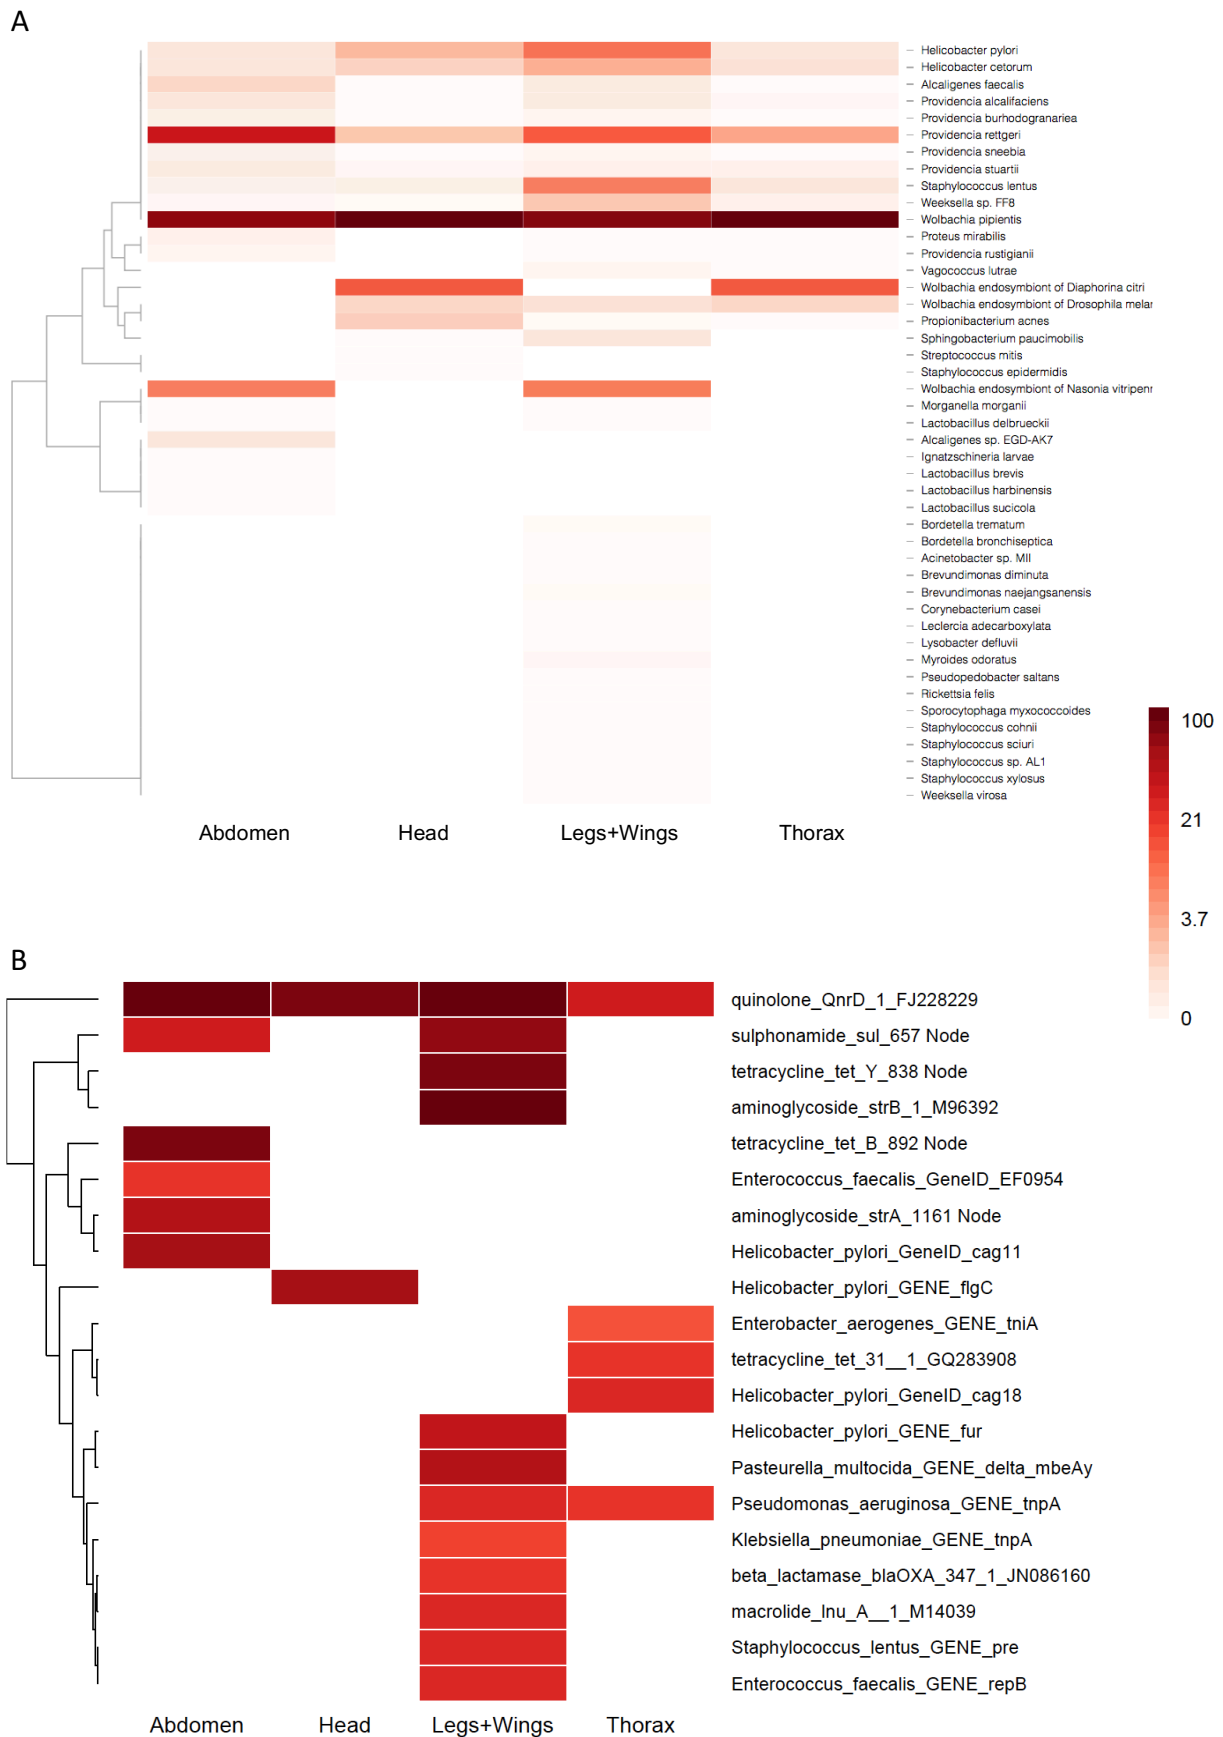 A
Helicobacter pylori
Helicobacter cetorum
Alcaligenes faecalis
Providencia alcalifaciens
Providencia burhodogranariea
Providencia rettgeri
Providencia sneebia
Providencia stuartii
Staphylococcus lentus
Weeksella sp. FF8
Wolbachia pipientis
Proteus mirabilis
Providencia rustigianii
Vagococcus lutrae
Wolbachia endosymbiont of Diaphorina citri
Wolbachia endosymbiont of Drosophila melar
Propionibacterium acnes
Sphingobacterium paucimobilis
Streptococcus mitis
Staphylococcus epidermidis
Wolbachia endosymbiont of Nasonia vitripenr
Morganella morganii
Lactobacillus delbrueckii
Alcaligenes sp. EGD-AK7
Ignatzschineria larvae
Lactobacillus brevis
Lactobacillus harbinensis
Lactobacillus sucicola
Bordetella trematum
Bordetella bronchiseptica
Acinetobacter sp. MII
Brevundimonas diminuta
Brevundimonas naejangsanensis
Corynebacterium casei
Leclercia adecarboxylata
Lysobacter defluvii
Myroides odoratus
Pseudopedobacter saltans
Rickettsia felis
Sporocytophaga myxococcoides
Staphylococcus cohnii
Staphylococcus sciuri
Staphylococcus sp. AL1
Staphylococcus xylosus
Weeksella virosa
Abdomen Head Legs+Wings Thorax
100
21
3.7
0
B
quinolone_QnrD_1_FJ228229
sulphonamide_sul_657 Node
tetracycline_tet_Y_838 Node
aminoglycoside_strB_1_M96392
tetracycline_tet_B_892 Node
Enterococcus_faecalis_GeneID_EF0954
aminoglycoside_strA_1161 Node
Helicobacter_pylori_GeneID_cag11
Helicobacter_pylori_GENE_flgC
Enterobacter_aerogenes_GENE_tniA
tetracycline_tet_31__1_GQ283908
Helicobacter_pylori_GeneID_cag18
Helicobacter_pylori_GENE_fur
Pasteurella_multocida_GENE_delta_mbeAy
Pseudomonas_aeruginosa_GENE_tnpA
Klebsiella_pneumoniae_GENE_tnpA
beta_lactamase_blaOXA_347_1_JN086160
macrolide_lnu_A__1_M14039
Staphylococcus_lentus_GENE_pre
Enterococcus_faecalis_GENE_repB
Abdomen Head Legs+Wings Thorax